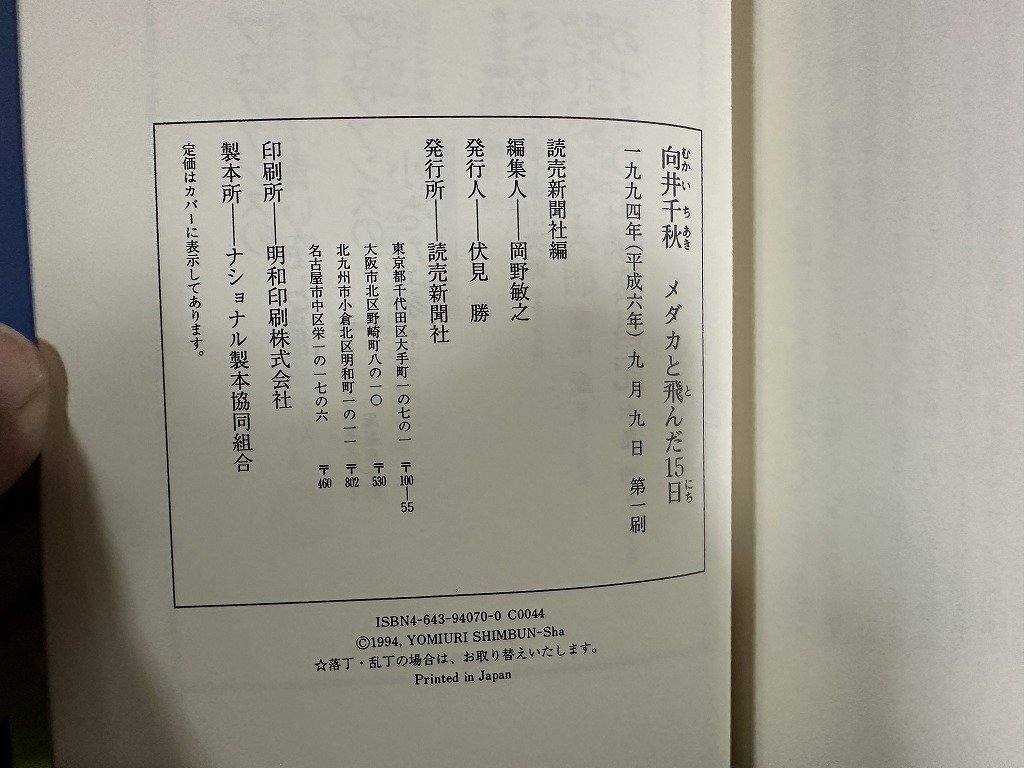 向井千秋 メダカと飛んだ15日
むかい ちあき と にち
一九九四年(平成六年)九月九日 第一刷
読売新聞社編
編集人――岡野敏之
発行人――伏見 勝
発行所――読売新聞社
東京都千代田区大手町一の七の一 〒100―55
大阪市北区野崎町八の一〇 〒530
北九州市小倉北区明和町一の一一 〒802
名古屋市中区栄一の一七の六 〒460
印刷所――明和印刷株式会社
製本所――ナショナル製本協同組合
定価はカバーに表示してあります。
ISBN4-643-94070-0 C0044
©1994, YOMIURI SHIMBUN-Sha
☆落丁・乱丁の場合は、お取り替えいたします。
Printed in Japan